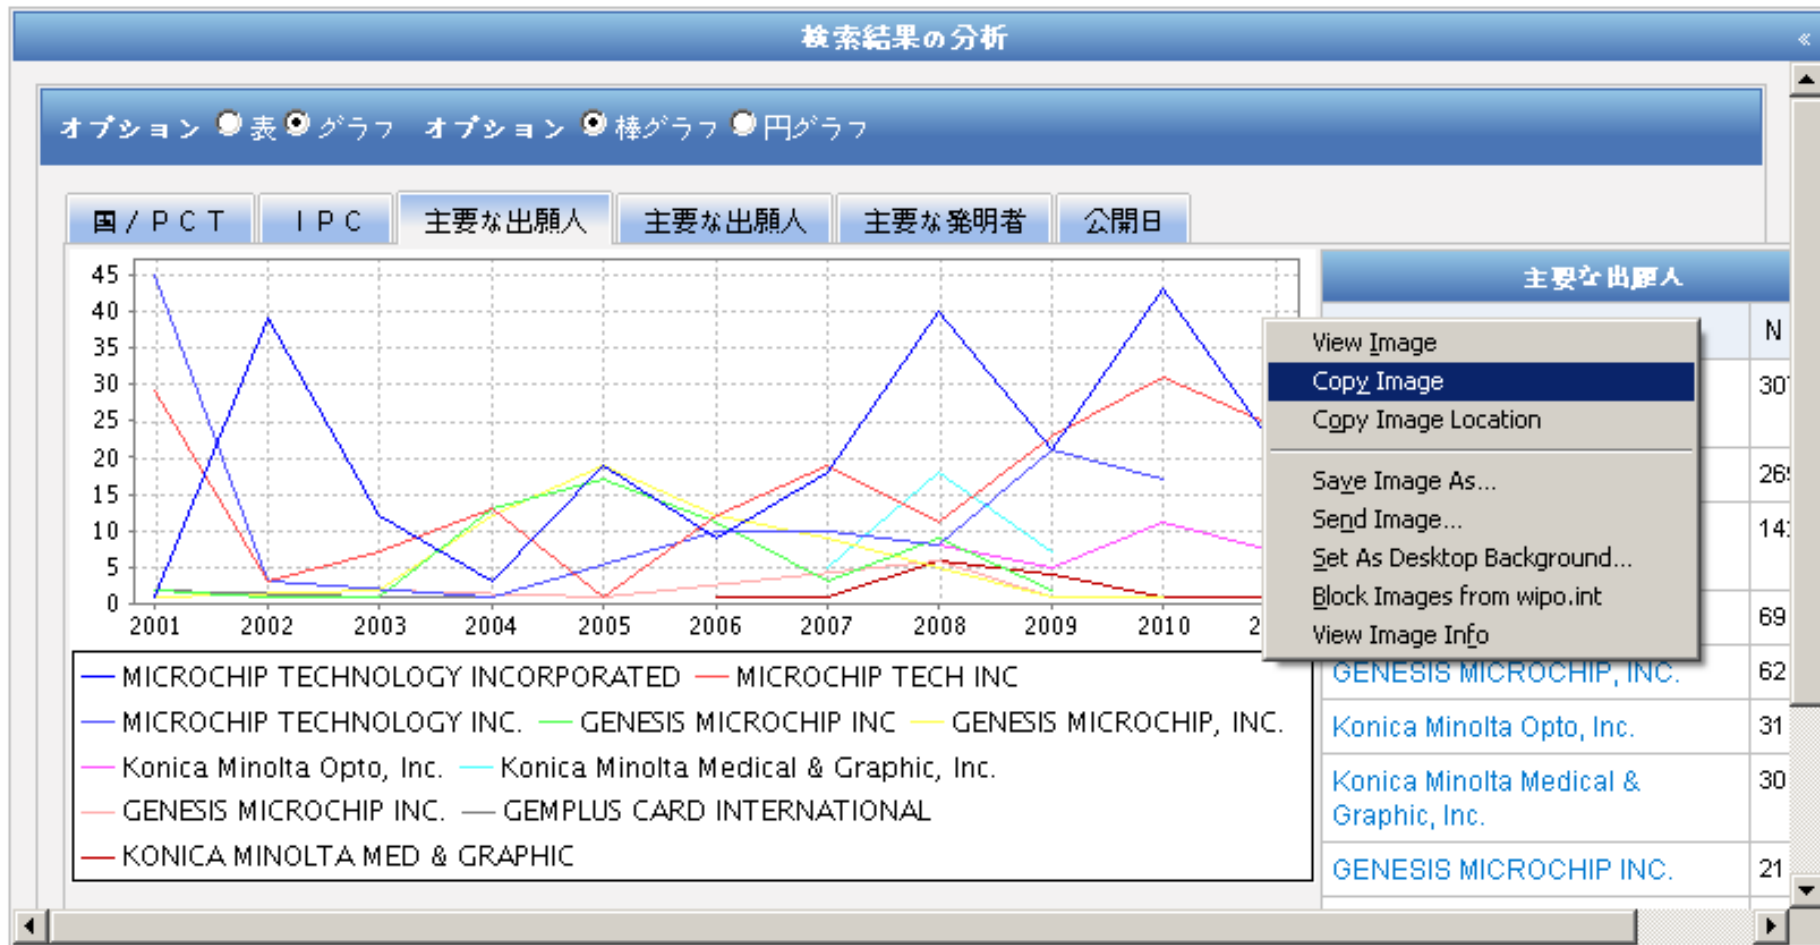 検索結果の分析 «
オプション 表 グラフ オプション 棒グラフ 円グラフ
国/PCT IPC 主要な出願人 主要な出願人 主要な発明者 公開日
45
40
35
30
25
20
15
10
5
0
2001 2002 2003 2004 2005 2006 2007 2008 2009 2010
MICROCHIP TECHNOLOGY INCORPORATED MICROCHIP TECH INC
MICROCHIP TECHNOLOGY INC. GENESIS MICROCHIP INC GENESIS MICROCHIP, INC.
Konica Minolta Opto, Inc. Konica Minolta Medical & Graphic, Inc.
GENESIS MICROCHIP INC. GEMPLUS CARD INTERNATIONAL
KONICA MINOLTA MED & GRAPHIC
主要な出願人
N
View Image
Copy Image
Copy Image Location
Save Image As...
Send Image...
Set As Desktop Background...
Block Images from wipo.int
View Image Info
69
GENESIS MICROCHIP, INC. 62
Konica Minolta Opto, Inc. 31
Konica Minolta Medical & 30
Graphic, Inc.
GENESIS MICROCHIP INC. 21